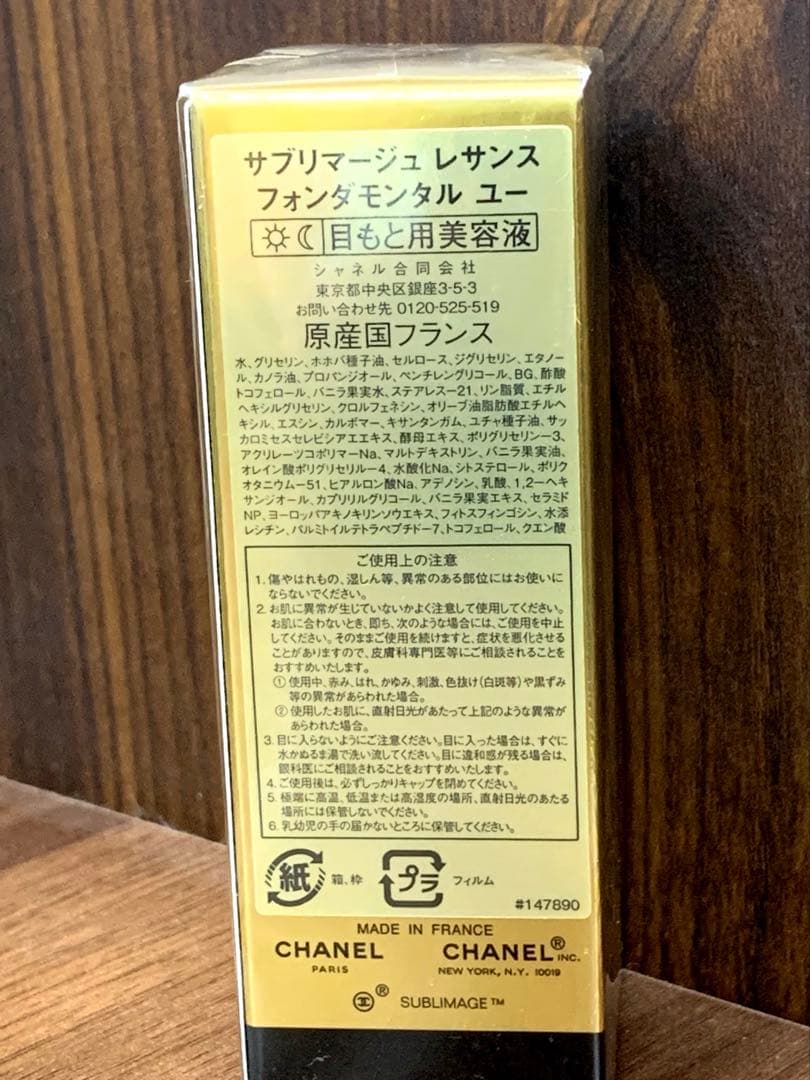 サブリマージュ レサンス
フォンダモンタル ユー
目もと用美容液
シャネル合同会社
東京都中央区銀座3-5-3
お問い合わせ先 0120-525-519
原産国フランス
水、グリセリン、ホホバ種子油、セルロース、ジグリセリン、エタノー
ル、カノラ油、プロパンジオール、ペンチレングリコール、BG、酢酸
トコフェロール、バニラ果実水、ステアレス－21、リン脂質、エチル
ヘキシルグリセリン、クロルフェネシン、オリーブ油脂肪酸エチルヘ
キシル、エスシン、カルボマー、キサンタンガム、ユチャ種子油、サッ
カロミセスセレビシアエエキス、酵母エキス、ポリグリセリン－3、
アクリレーツコポリマーNa、マルトデキストリン、バニラ果実油、
オレイン酸ポリグリセリル－4、水酸化Na、シトステロール、ポリク
オタニウム－51、ヒアルロン酸Na、アデノシン、乳酸、1,2－ヘキ
サンジオール、カプリリルグリコール、バニラ果実エキス、セラミド
NP、ヨーロッパアキノキリンソウエキス、フィトスフィンゴシン、水添
レシチン、パルミトイルテトラペプチド－7、トコフェロール、クエン酸
ご使用上の注意
1. 傷やはれもの、湿しん等、異常のある部位にはお使いに
ならないでください。
2. お肌に異常が生じていないかよく注意して使用してください。
お肌に合わないとき、即ち、次のような場合には、ご使用を中止
してください。そのままご使用を続けますと、症状を悪化させる
ことがありますので、皮膚科専門医等にご相談されることを
おすすめいたします。
① 使用中、赤み、はれ、かゆみ、刺激、色抜け(白斑等)や黒ずみ
等の異常があらわれた場合。
② 使用したお肌に、直射日光があたって上記のような異常が
あらわれた場合。
3. 目に入らないようにご注意ください。目に入った場合は、すぐに
水かぬるま湯で洗い流してください。目に違和感が残る場合は、
眼科医にご相談されることをおすすめいたします。
4. ご使用後は、必ずしっかりキャップを閉めてください。
5. 極端に高温、低温または高湿度の場所、直射日光のあたる
場所には保管しないでください。
6. 乳幼児の手の届かないところに保管してください。
紙 箱、枠 プラ フィルム
#147890
MADE IN FRANCE
CHANEL CHANEL® INC.
PARIS NEW YORK, N.Y. 10019
® SUBLIMAGE™